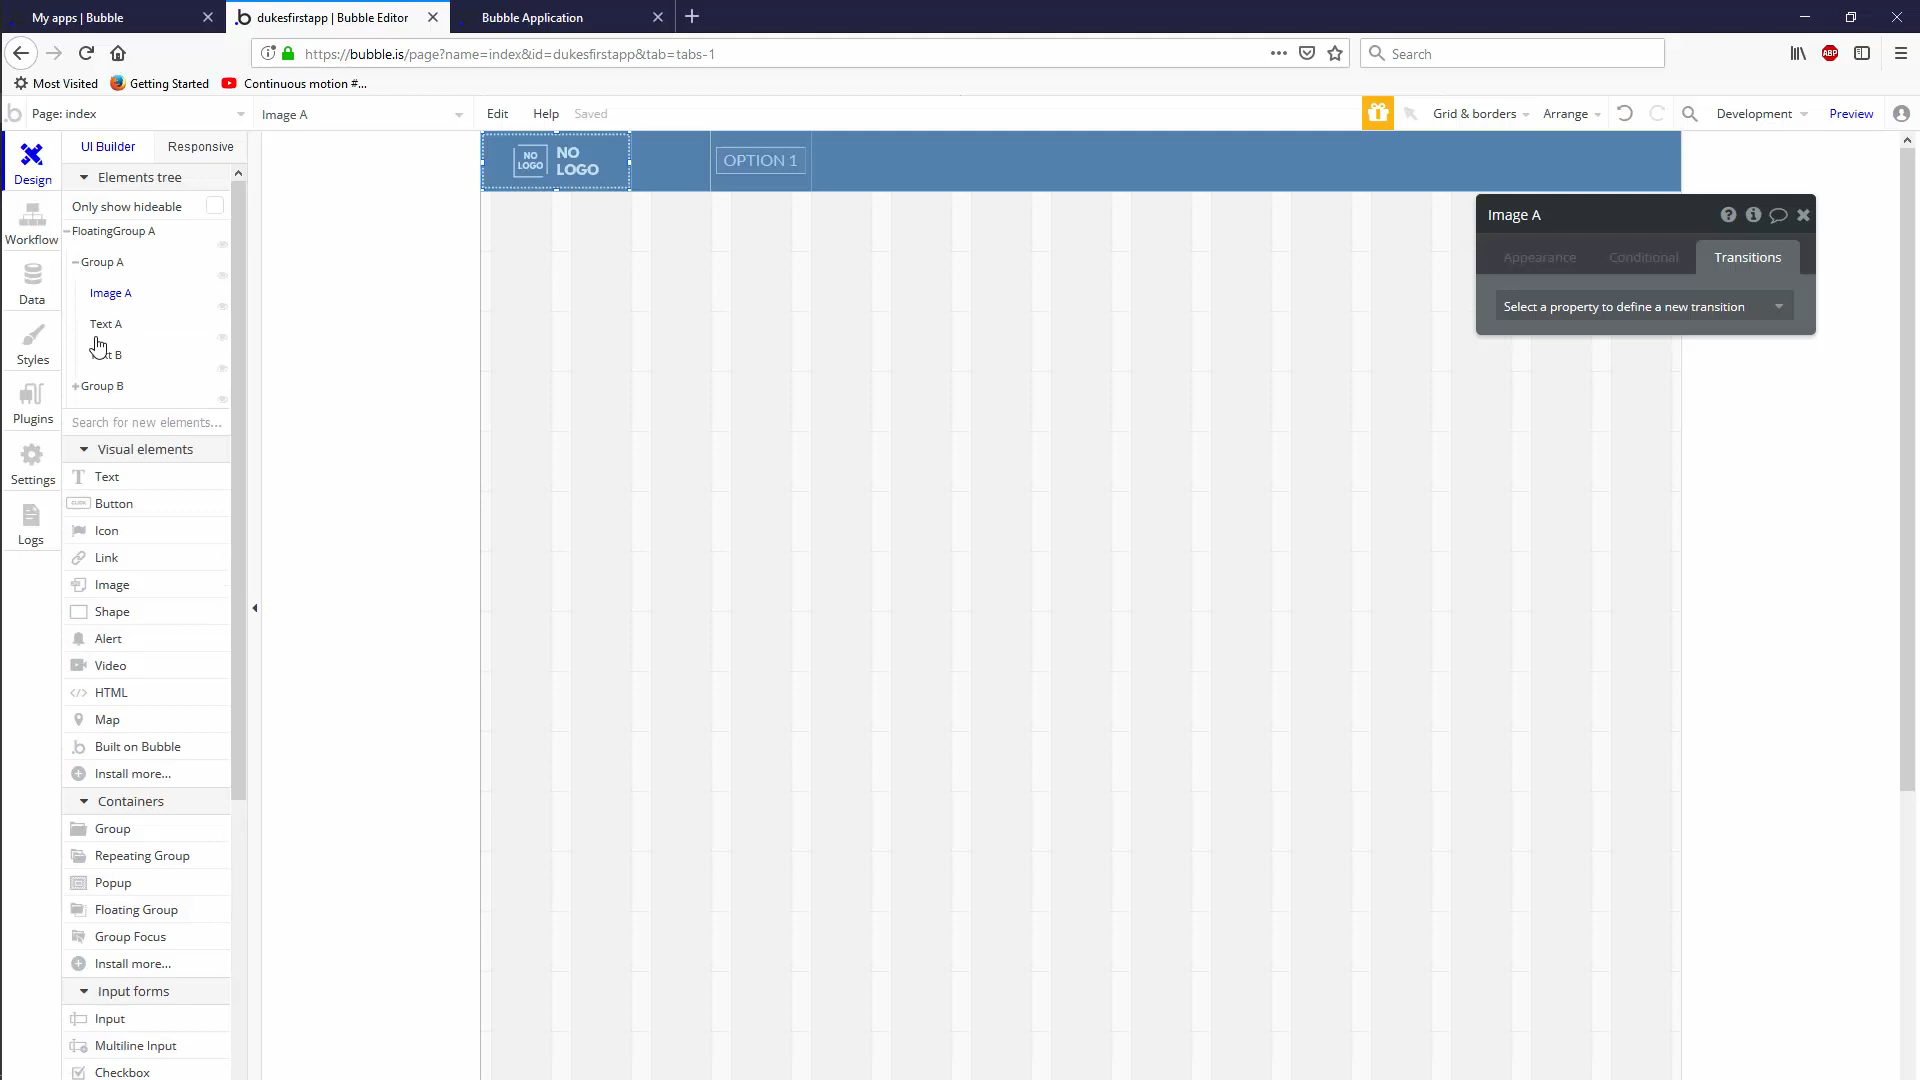 My apps | Bubble
dukesfirstapp | Bubble Editor
Bubble Application
https://bubble.is/page?name=index&id=dukesfirstapp&tab=tabs-1
Search
ABP
Most Visited
Getting Started
Continuous motion #...
Page: index
Image A
Edit
Help
Saved
Grid & borders
Arrange
Development
Preview
Design
Workflow
Data
Styles
Plugins
Settings
Logs
UI Builder
Responsive
Elements tree
Only show hideable
FloatingGroup A
Group A
Image A
Text A
t B
Group B
Search for new elements...
Visual elements
Text
Button
Icon
Link
Image
Shape
Alert
Video
HTML
Map
Built on Bubble
Install more...
Containers
Group
Repeating Group
Popup
Floating Group
Group Focus
Install more...
Input forms
Input
Multiline Input
Checkbox
NO
LOGO
NO
LOGO
OPTION 1
Image A
Appearance
Conditional
Transitions
Select a property to define a new transition